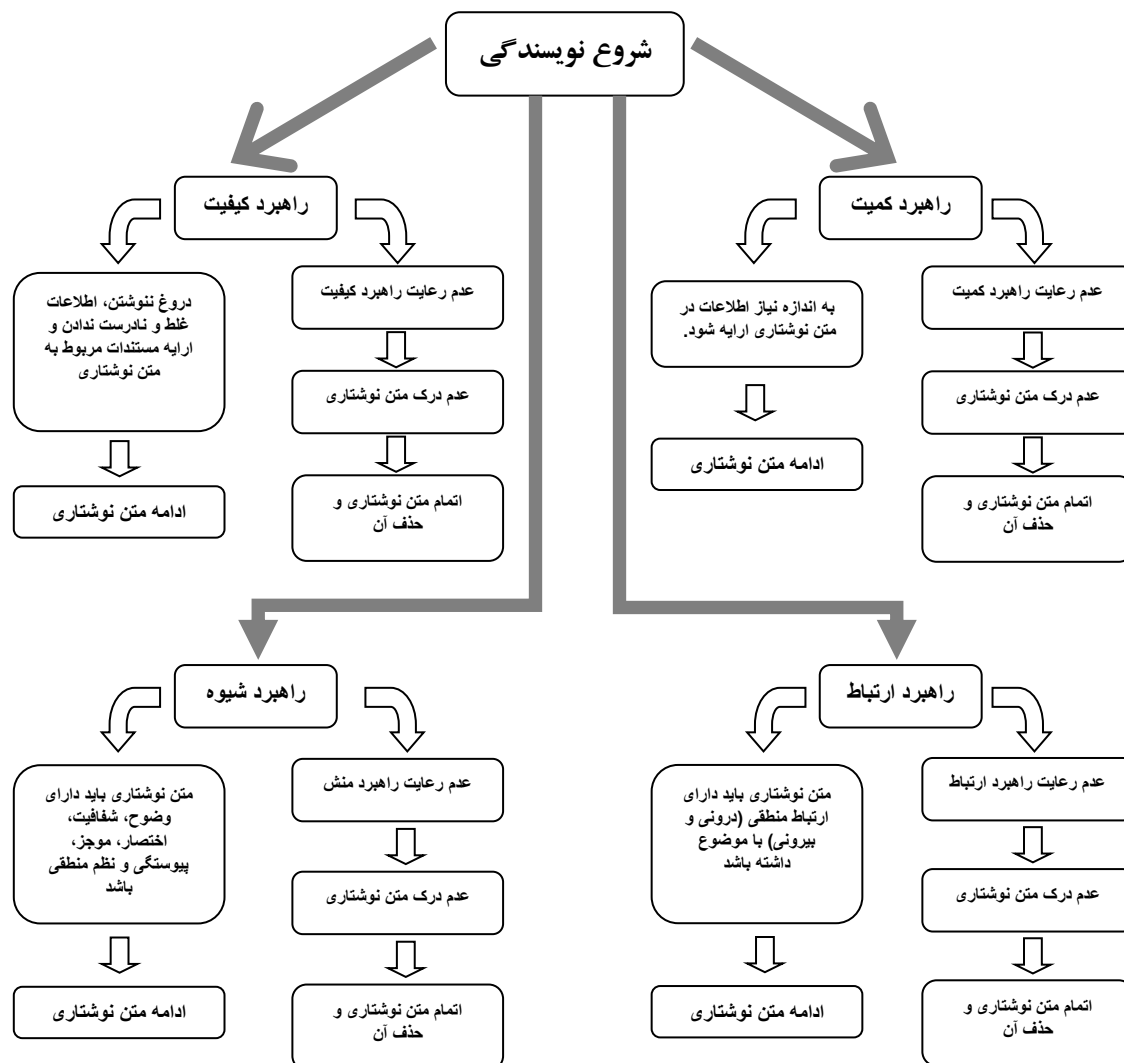 شروع نویسندگی
راهبرد کمیت
عدم رعایت راهبرد کمیت
عدم درک متن نوشتاری
اتمام متن نوشتاری و
حذف آن
به اندازه نیاز اطلاعات در
متن نوشتاری ارایه شود.
ادامه متن نوشتاری
راهبرد کیفیت
عدم رعایت راهبرد کیفیت
عدم درک متن نوشتاری
اتمام متن نوشتاری و
حذف آن
دروغ ننوشتن، اطلاعات
غلط و نادرست ندادن و
ارایه مستندات مربوط به
متن نوشتاری
ادامه متن نوشتاری
راهبرد ارتباط
عدم رعایت راهبرد ارتباط
عدم درک متن نوشتاری
اتمام متن نوشتاری و
حذف آن
متن نوشتاری باید دارای
ارتباط منطقی (درونی و
بیرونی) با موضوع
داشته باشد
ادامه متن نوشتاری
راهبرد شیوه
عدم رعایت راهبرد منش
عدم درک متن نوشتاری
اتمام متن نوشتاری و
حذف آن
متن نوشتاری باید دارای
وضوح، شفافیت،
اختصار، موجز،
پیوستگی و نظم منطقی
باشد
ادامه متن نوشتاری